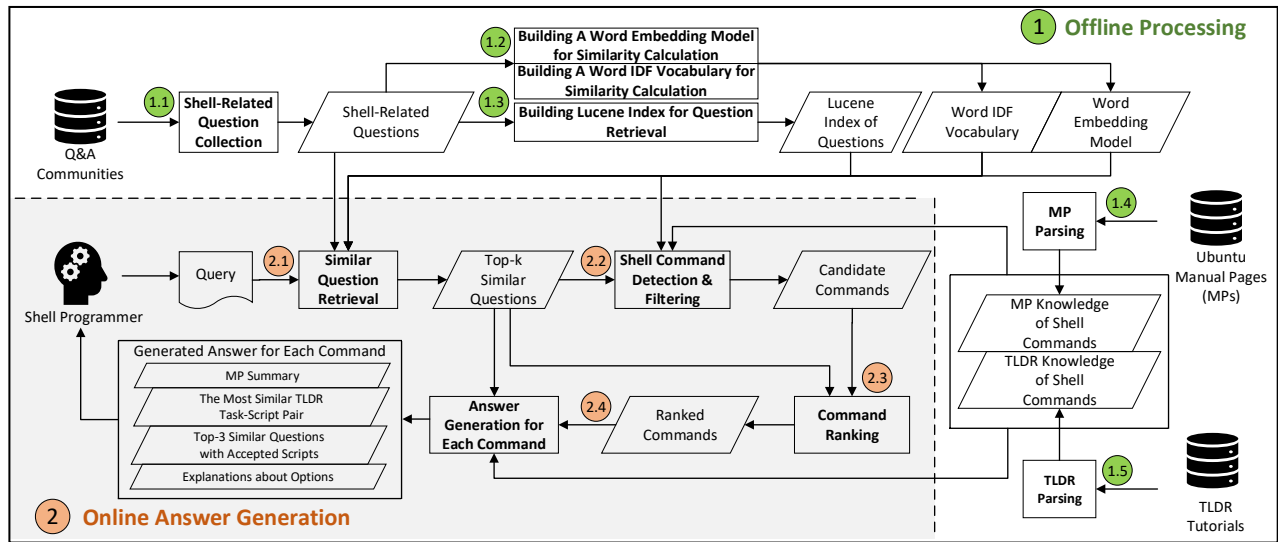 1 Offline Processing
1.1
Q&A
Communities
Shell-Related
Question
Collection
Shell-Related
Questions
1.2
Building A Word Embedding Model
for Similarity Calculation
Building A Word IDF Vocabulary for
Similarity Calculation
1.3
Building Lucene Index for Question
Retrieval
Lucene
Index of
Questions
Word IDF
Vocabulary
Word
Embedding
Model
MP
Parsing
1.4
Ubuntu
Manual Pages
(MPs)
Shell Programmer
Query
2.1
Similar
Question
Retrieval
Top-k
Similar
Questions
2.2
Shell Command
Detection &
Filtering
Candidate
Commands
MP Knowledge
of Shell
Commands
TLDR Knowledge
of Shell
Commands
Generated Answer for Each Command
MP Summary
The Most Similar TLDR
Task-Script Pair
Top-3 Similar Questions
with Accepted Scripts
Explanations about Options
Answer
Generation for
Each Command
2.4
Ranked
Commands
2.3
Command
Ranking
TLDR
Parsing
1.5
TLDR
Tutorials
2 Online Answer Generation